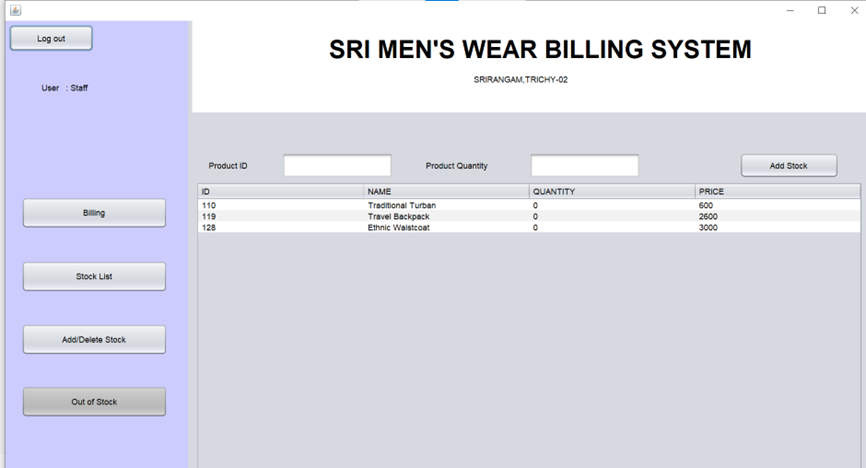 Log out
SRI MEN'S WEAR BILLING SYSTEM
SRIRANGAM,TRICHY-02
User : Staff
Product ID
Product Quantity
Add Stock
ID NAME QUANTITY PRICE
110 Traditional Turban 0 600
119 Travel Backpack 0 2600
128 Ethnic Waistcoat 0 3000
Billing
Stock List
Add/Delete Stock
Out of Stock